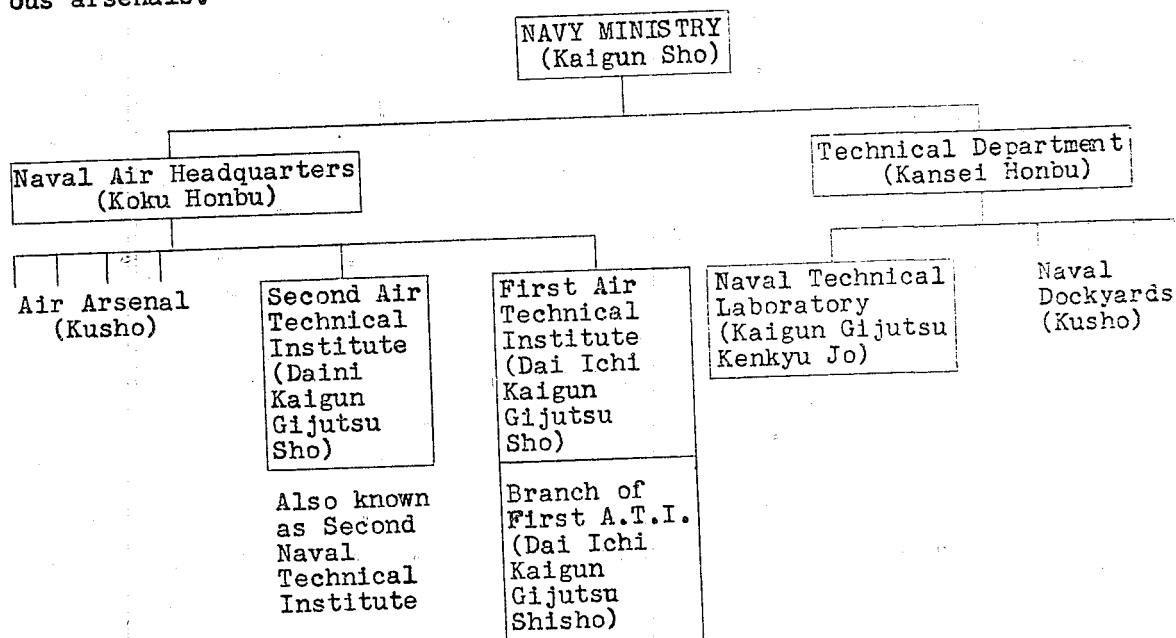 ous arsenals.
NAVY MINISTRY
(Kaigun Sho)
Naval Air Headquarters
(Koku Honbu)
Technical Department
(Kansei Honbu)
Air Arsenal
(Kusho)
Second Air
Technical
Institute
(Daini
Kaigun
Gijutsu
Sho)
Also known
as Second
Naval
Technical
Institute
First Air
Technical
Institute
(Dai Ichi
Kaigun
Gijutsu
Sho)
Branch of
First A.T.I.
(Dai Ichi
Kaigun
Gijutsu
Shisho)
Naval Technical
Laboratory
(Kaigun Gijutsu
Kenkyu Jo)
Naval
Dockyards
(Kusho)